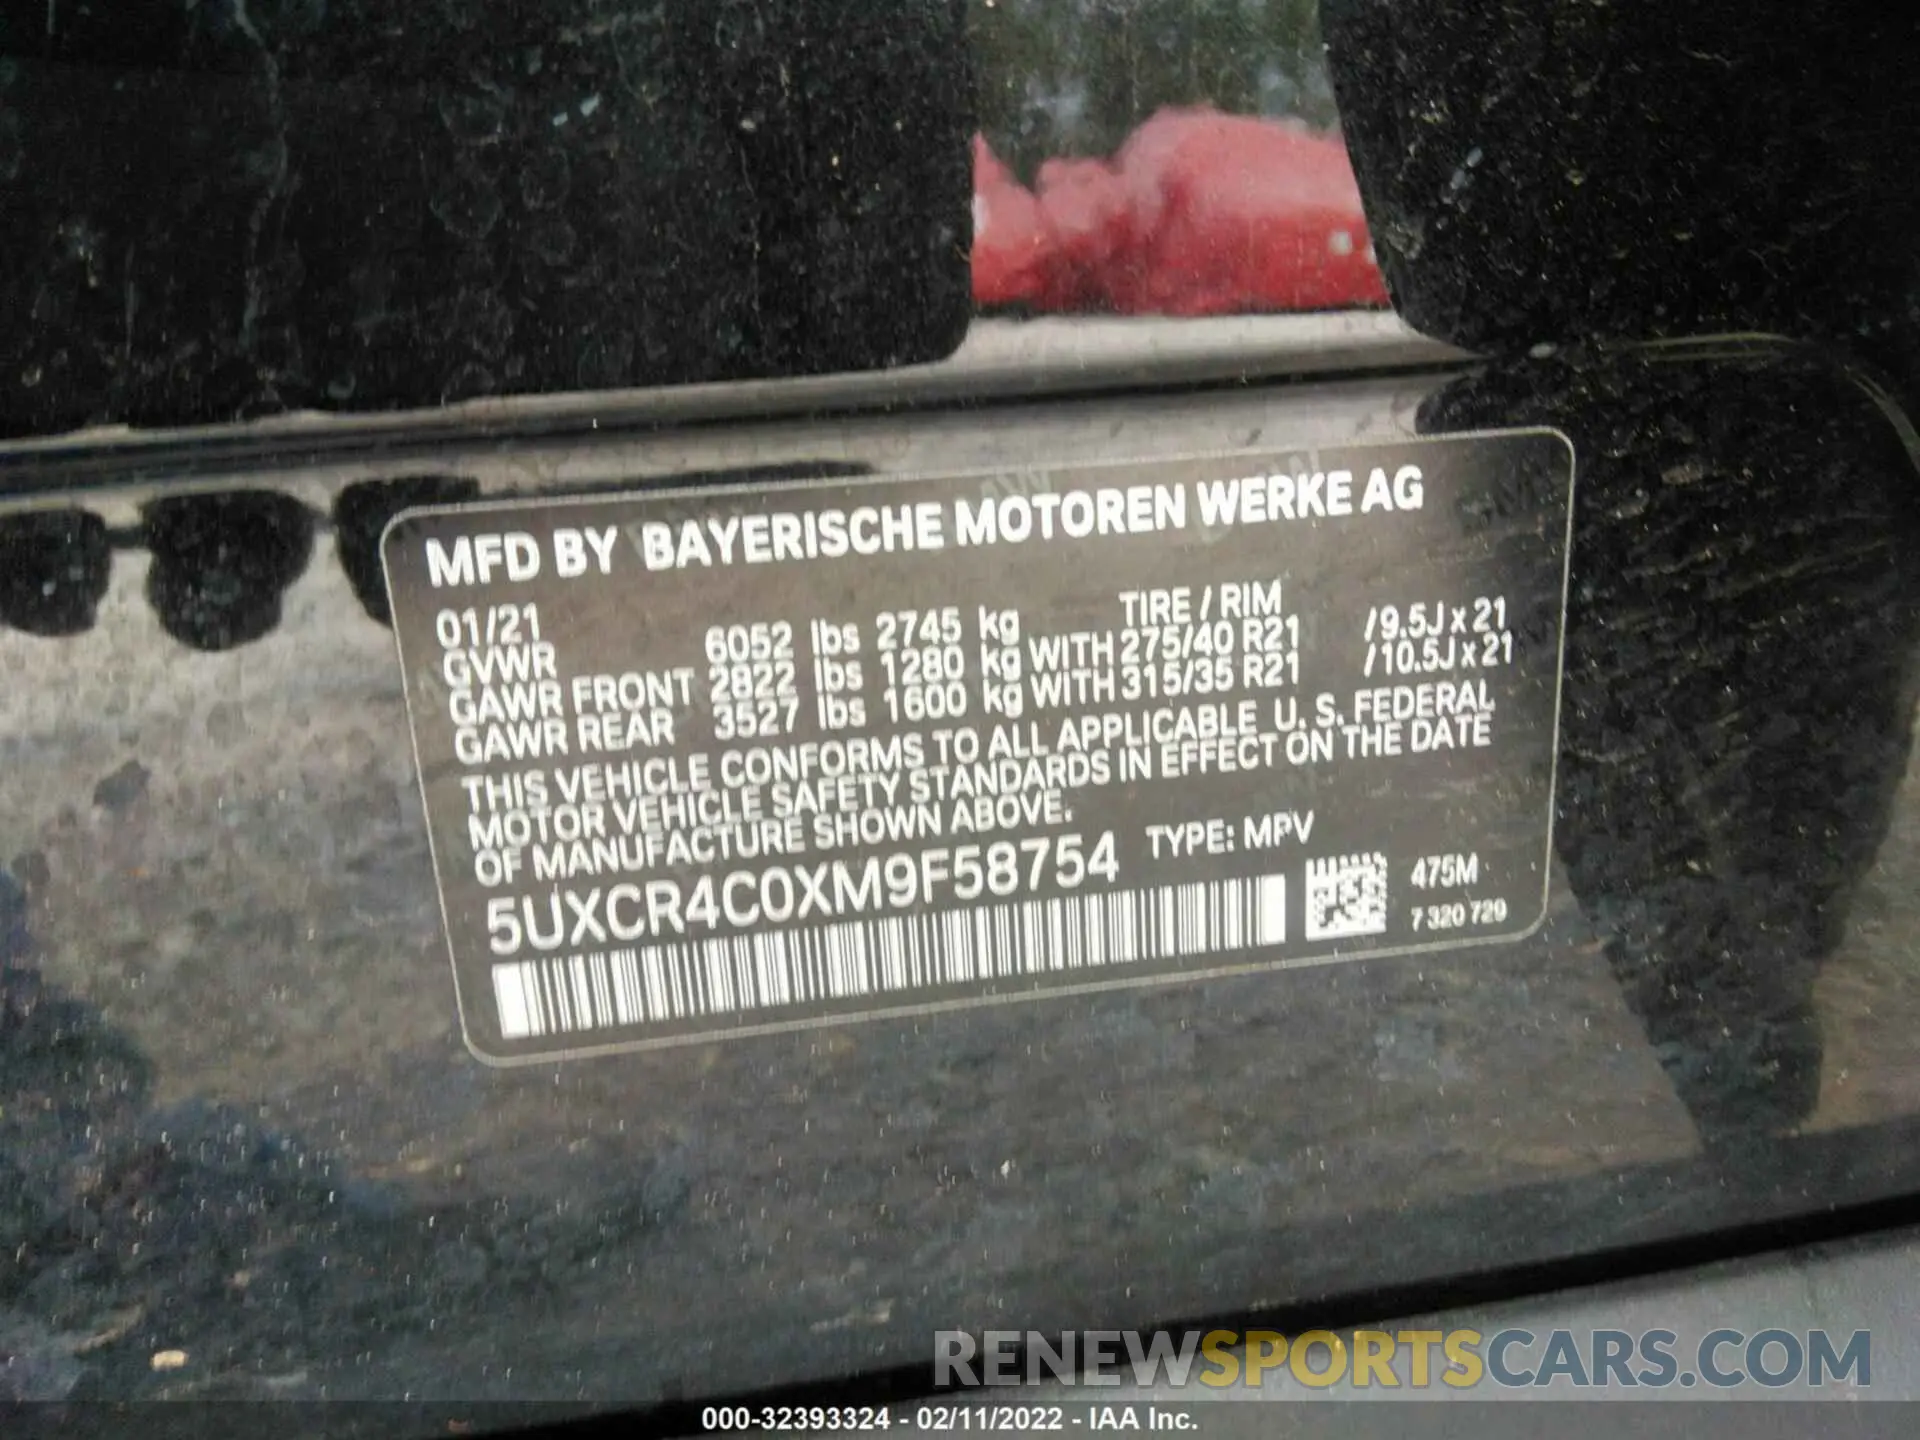 MFD BY BAYERISCHE MOTOREN WERKE AG
01/21 TIRE / RIM
GVWR 6052 lbs 2745 kg
GAWR FRONT 2822 lbs 1280 kg WITH 275/40 R21 /9.5J x 21
GAWR REAR 3527 lbs 1600 kg WITH 315/35 R21 /10.5J x 21
THIS VEHICLE CONFORMS TO ALL APPLICABLE U. S. FEDERAL
MOTOR VEHICLE SAFETY STANDARDS IN EFFECT ON THE DATE
OF MANUFACTURE SHOWN ABOVE.
5UXCR4C0XM9F58754 TYPE: MPV
475M
7 320 729
RENEWSPORTSCARS.COM
000-32393324 - 02/11/2022 - IAA Inc.